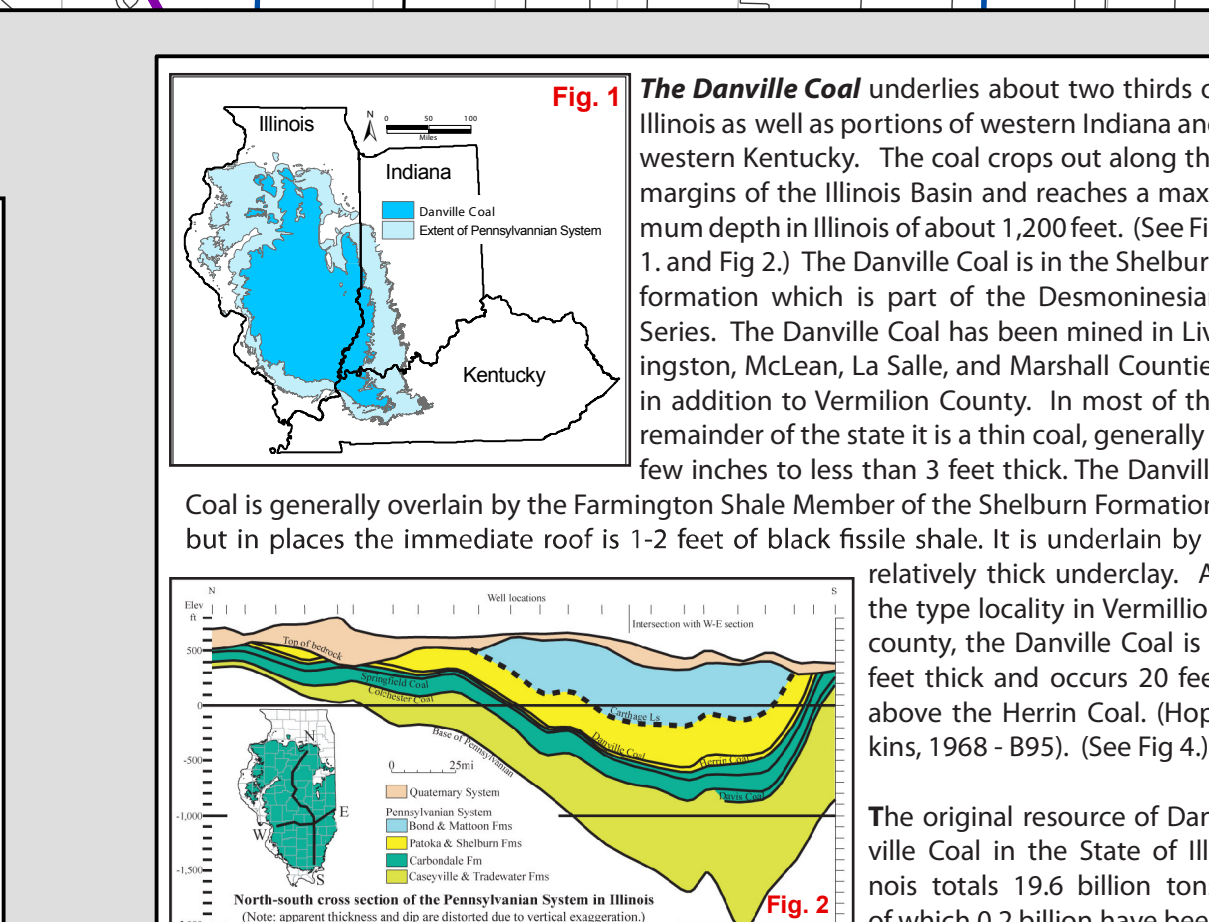 Fig. 1
Illinois
N
0 50 100
Miles
Indiana
Danville Coal
Extent of Pennsylvannian System
Kentucky
The Danville Coal underlies about two thirds
Illinois as well as portions of western Indiana and
western Kentucky. The coal crops out along
margins of the Illinois Basin and reaches a max
mum depth in Illinois of about 1,200 feet. (See
1. and Fig 2.) The Danville Coal is in the Shelbur
formation which is part of the Desmoninesian
Series. The Danville Coal has been mined in Liv
ingston, McLean, La Salle, and Marshall Countie
in addition to Vermilion County. In most of
remainder of the state it is a thin coal, generally
few inches to less than 3 feet thick. The Danvill
Coal is generally overlain by the Farmington Shale Member of the Shelburn Formation
but in places the immediate roof is 1-2 feet of black fissile shale. It is underlain by
relatively thick underclay.
the type locality in Vermillio
county, the Danville Coal is
feet thick and occurs 20 fee
above the Herrin Coal. (Hop
kins, 1968 - B95). (See Fig 4.)
The original resource of Dan
ville Coal in the State of Ill
nois totals 19.6 billion ton
of which 0.2 billion have been
N
S
Elev
ft
Well locations
Intersection with W-E section
500
0
-500
-1,000
-1,500
Top of bedrock
Springfield Coal
Colchester Coal
Base of Pennsylvanian
Carthage Ls
Danville Coal
Herrin Coal
Davis Coal
0 25mi
N
E
W
S
Quaternary System
Pennsylvanian System
Bond & Mattoon Fms
Patoka & Shelburn Fms
Carbondale Fm
Caseyville & Tradewater Fms
North-south cross section of the Pennsylvanian System in Illinois
(Note: apparent thickness and dip are distorted due to vertical exaggeration.)
Fig. 2